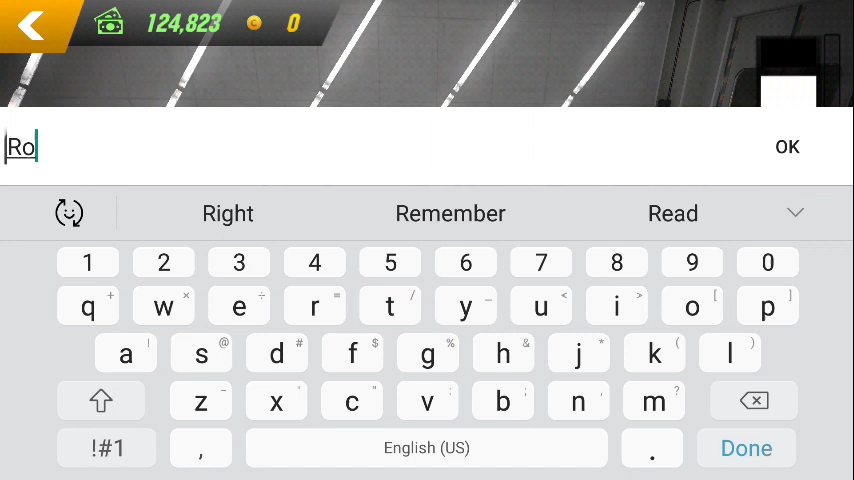 124,823 C 0
Ro OK
Right Remember Read
1 2 3 4 5 6 7 8 9 0
q + w × e ÷ r = t / y _ u < i > o [ p ]
a ! s @ d # f $ g % h & j * k ( l )
z - x ' c " v : b ; n , m ?
!#1 , English (US) . Done